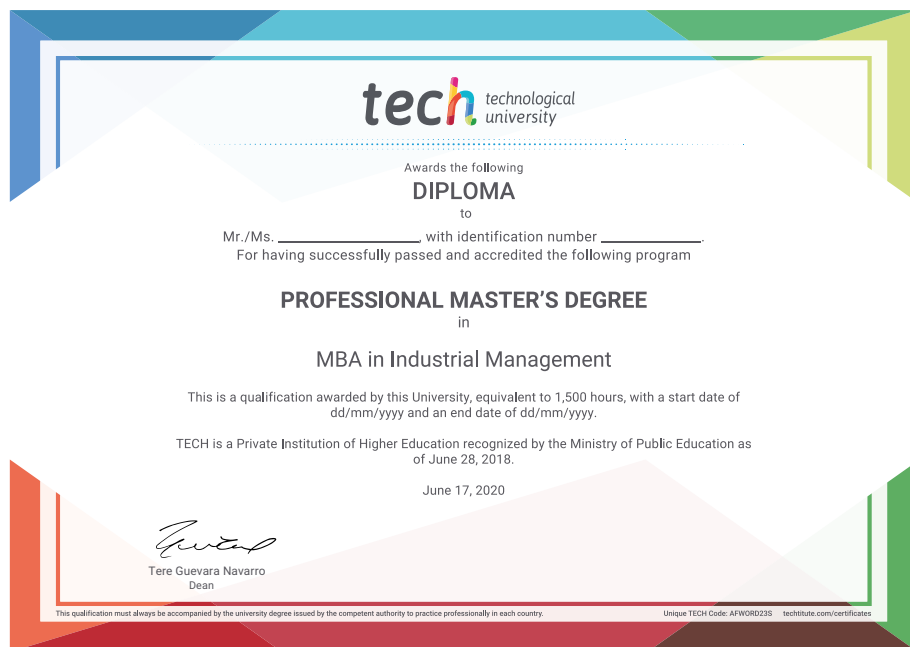 tech technological
university
Awards the following
DIPLOMA
to
Mr./Ms. ____________________, with identification number ______________.
For having successfully passed and accredited the following program
PROFESSIONAL MASTER’S DEGREE
in
MBA in Industrial Management
This is a qualification awarded by this University, equivalent to 1,500 hours, with a start date of
dd/mm/yyyy and an end date of dd/mm/yyyy.
TECH is a Private Institution of Higher Education recognized by the Ministry of Public Education as
of June 28, 2018.
June 17, 2020
Tere Guevara Navarro
Dean
This qualification must always be accompanied by the university degree issued by the competent authority to practice professionally in each country.
Unique TECH Code: AFWORD23S techtitute.com/certificates